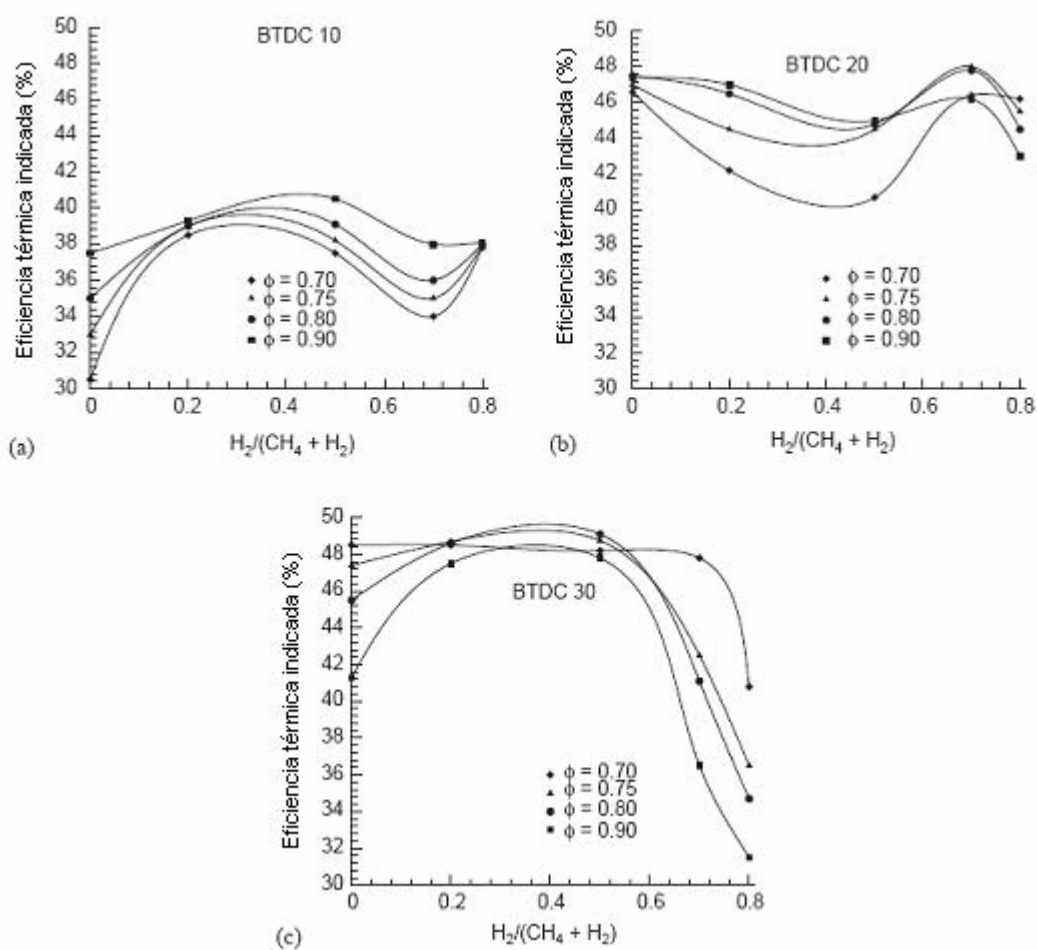 BTDC 10
Eficiencia térmica indicada (%)
50
48
46
44
42
40
38
36
34
32
30
ϕ = 0.70
ϕ = 0.75
ϕ = 0.80
ϕ = 0.90
0 0.2 0.4 0.6 0.8
(a) H₂/(CH₄ + H₂)
BTDC 20
Eficiencia térmica indicada (%)
50
48
46
44
42
40
38
36
34
32
30
ϕ = 0.70
ϕ = 0.75
ϕ = 0.80
ϕ = 0.90
0 0.2 0.4 0.6 0.8
(b) H₂/(CH₄ + H₂)
BTDC 30
Eficiencia térmica indicada (%)
50
48
46
44
42
40
38
36
34
32
30
ϕ = 0.70
ϕ = 0.75
ϕ = 0.80
ϕ = 0.90
0 0.2 0.4 0.6 0.8
(c) H₂/(CH₄ + H₂)